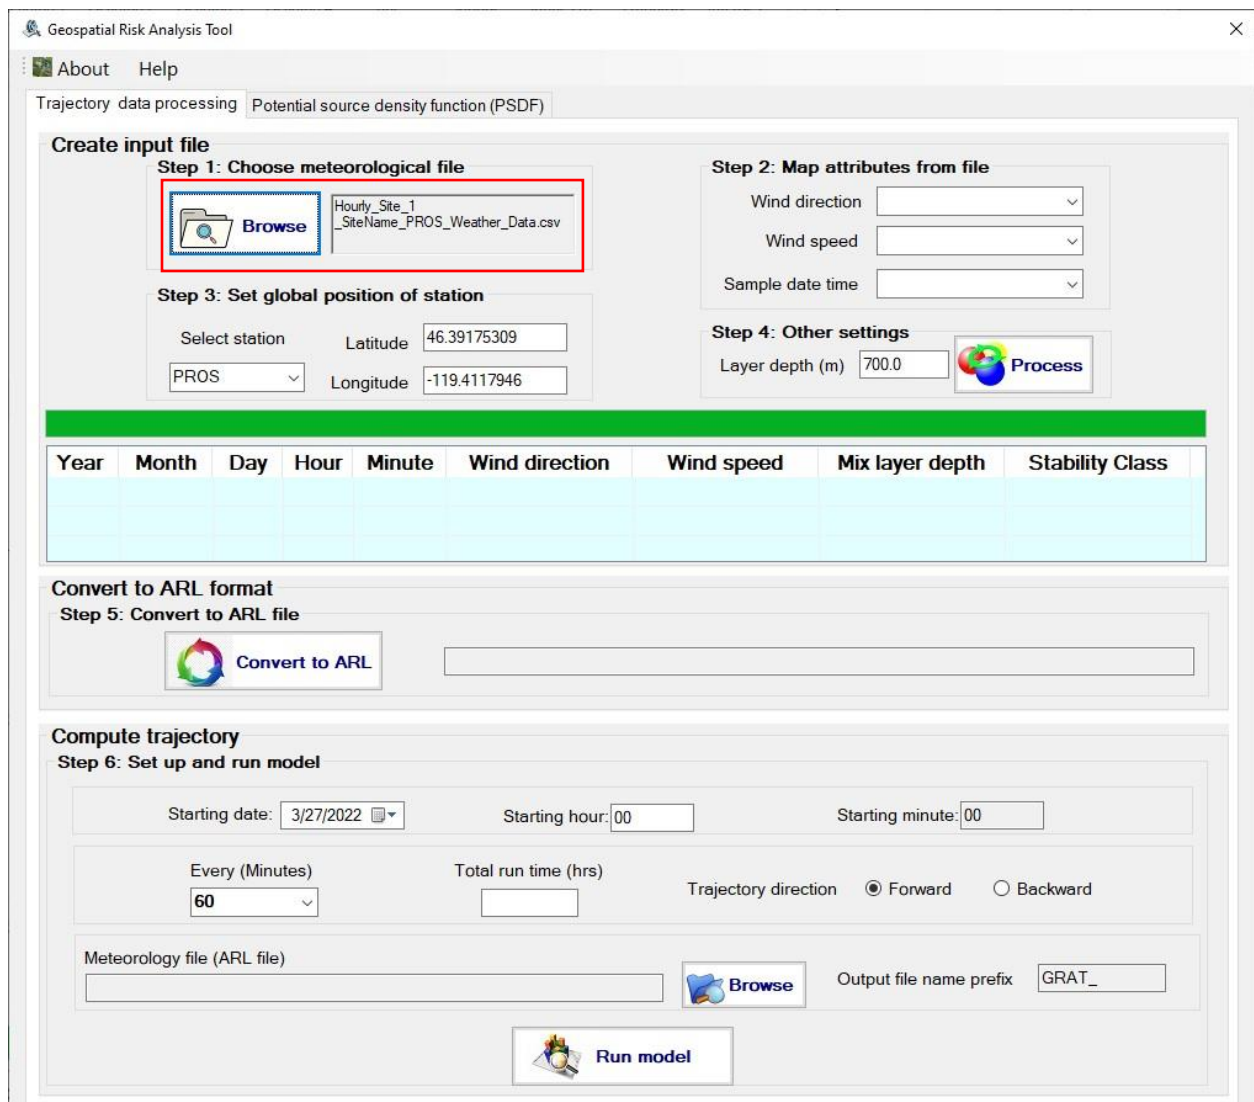 Geospatial Risk Analysis Tool
About Help
Trajectory data processing Potential source density function (PSDF)
Create input file
Step 1: Choose meteorological file
Browse
Hourly_Site_1
_SiteName_PROS_Weather_Data.csv
Step 2: Map attributes from file
Wind direction
Wind speed
Sample date time
Step 3: Set global position of station
Select station
PROS
Latitude 46.39175309
Longitude -119.4117946
Step 4: Other settings
Layer depth (m) 700.0
Process
Year Month Day Hour Minute Wind direction Wind speed Mix layer depth Stability Class
Convert to ARL format
Step 5: Convert to ARL file
Convert to ARL
Compute trajectory
Step 6: Set up and run model
Starting date: 3/27/2022 Starting hour: 00 Starting minute: 00
Every (Minutes)
60
Total run time (hrs)
Trajectory direction Forward Backward
Meteorology file (ARL file)
Browse
Output file name prefix GRAT_
Run model